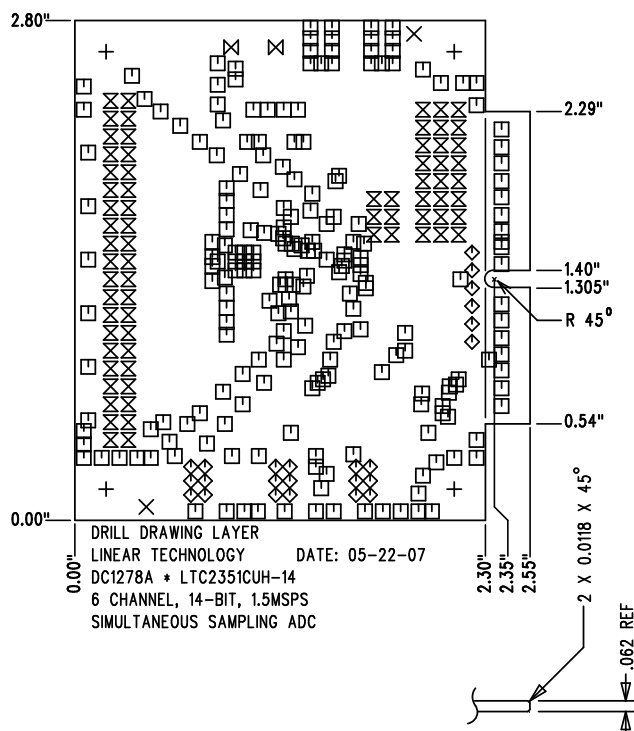 2.80"
2.29"
1.40"
1.305"
R 45°
0.54"
0.00"
0.00"
2.30"
2.35"
2.55"
2 X 0.0118 X 45°
.062 REF
DRILL DRAWING LAYER
LINEAR TECHNOLOGY DATE: 05-22-07
DC1278A * LTC2351CUH-14
6 CHANNEL, 14-BIT, 1.5MSPS
SIMULTANEOUS SAMPLING ADC